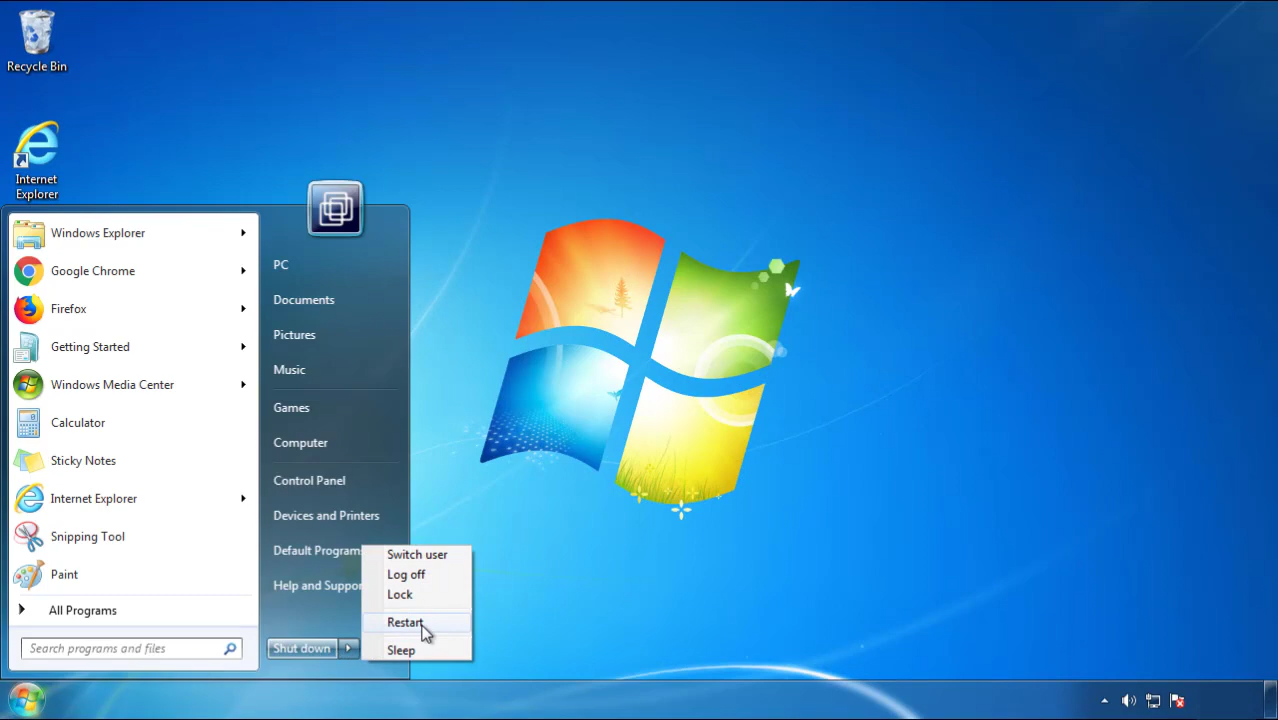 Recycle Bin
Internet
Explorer
Windows Explorer
Google Chrome
Firefox
Getting Started
Windows Media Center
Calculator
Sticky Notes
Internet Explorer
Snipping Tool
Paint
All Programs
Search programs and files
PC
Documents
Pictures
Music
Games
Computer
Control Panel
Devices and Printers
Default Program
Help and Suppor
Shut down
Switch user
Log off
Lock
Restart
Sleep